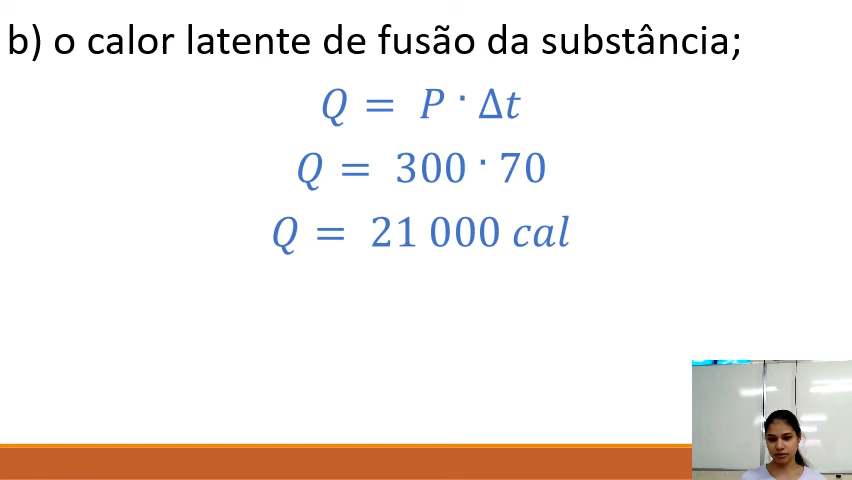 b) o calor latente de fusão da substância;
Q = P · Δt
Q = 300 · 70
Q = 21 000 cal